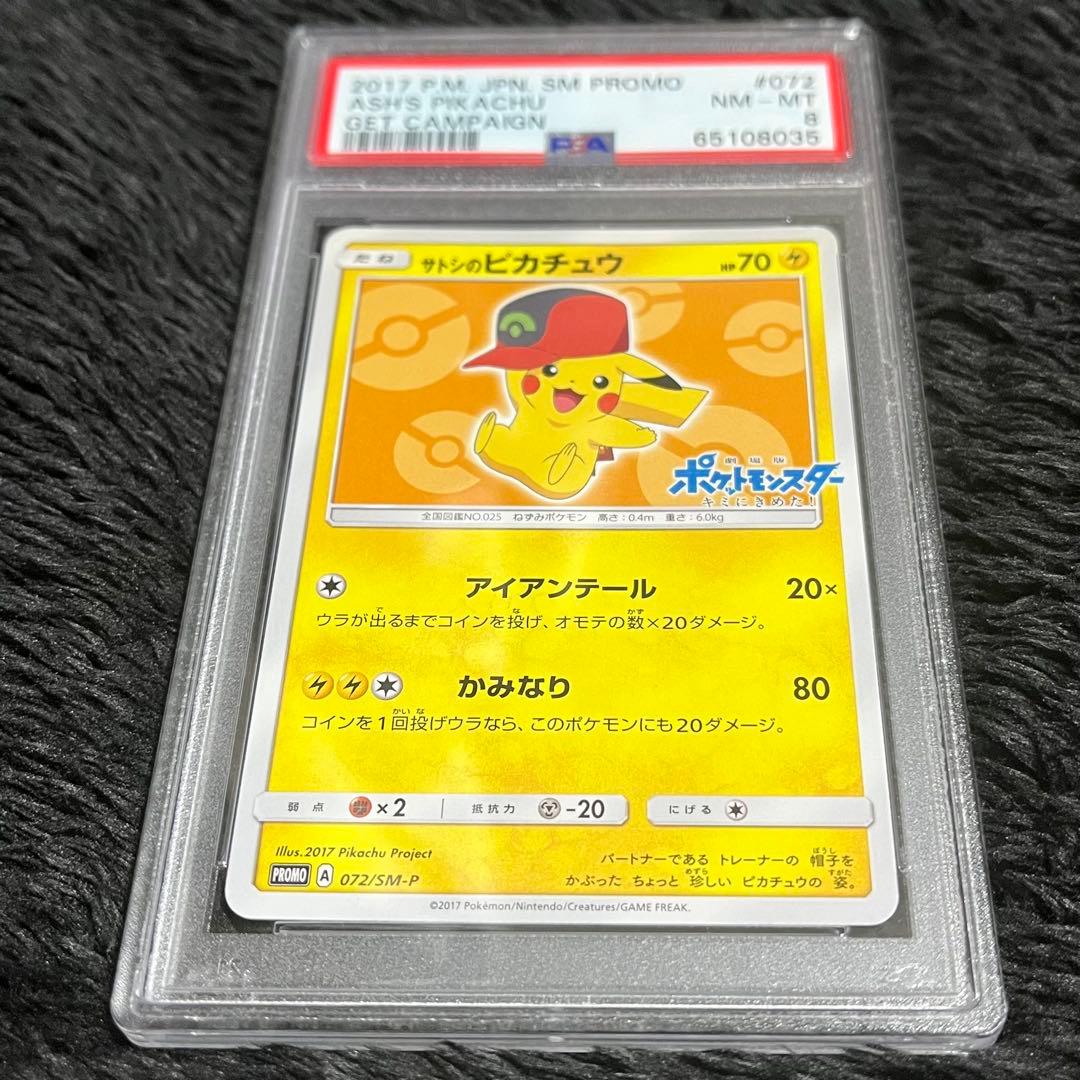 2017 P.M. JPN. SM PROMO #072
ASH'S PIKACHU NM - MT
GET CAMPAIGN 8
PSA 65108035
たね サトシのピカチュウ HP70
劇場版
ポケットモンスター
キミにきめた!
全国図鑑NO.025 ねずみポケモン 高さ:0.4m 重さ:6.0kg
アイアンテール 20×
ウラが出るまでコインを投げ、オモテの数×20ダメージ。
かみなり 80
コインを1回投げウラなら、このポケモンにも20ダメージ。
弱点 ×2 抵抗力 -20 にげる
Illus.2017 Pikachu Project
PROMO A 072/SM-P
パートナーである トレーナーの 帽子を
かぶった ちょっと 珍しい ピカチュウの 姿。
©2017 Pokémon/Nintendo/Creatures/GAME FREAK.